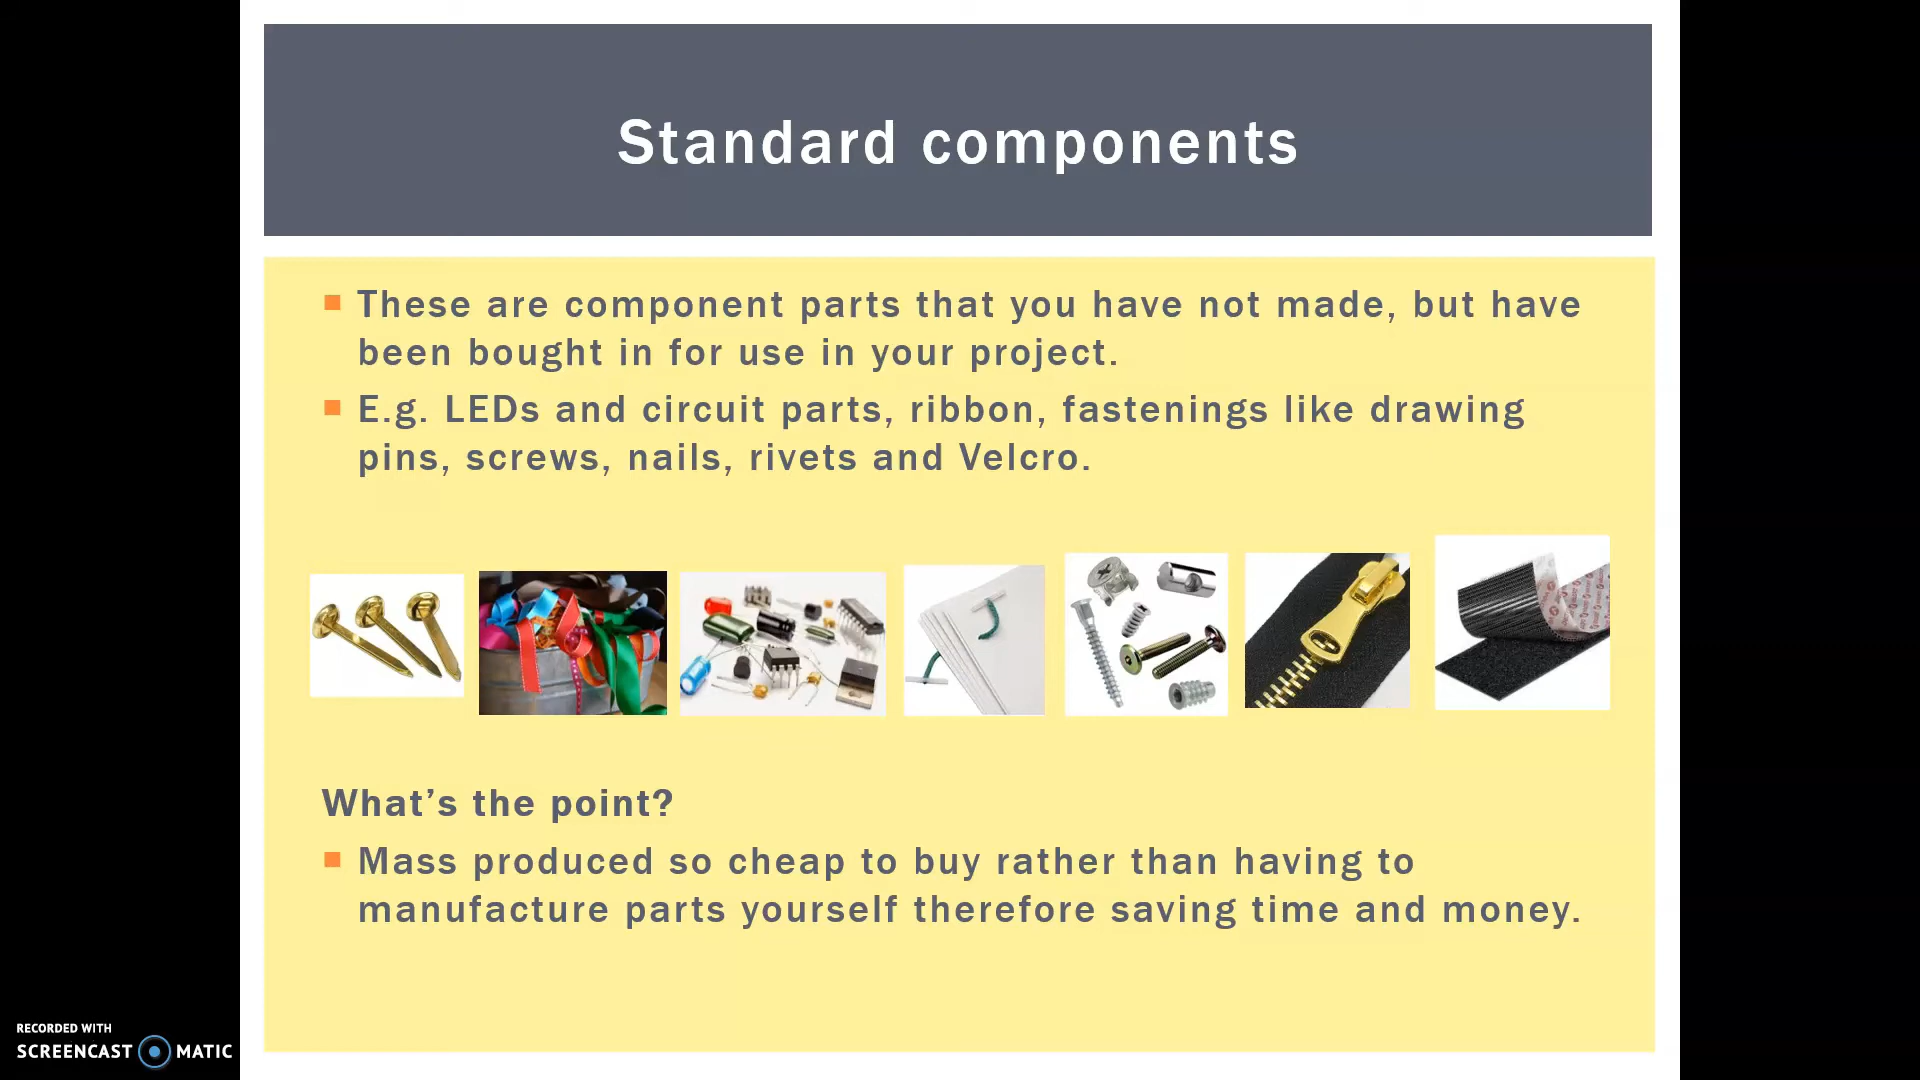 Standard components
These are component parts that you have not made, but have
been bought in for use in your project.
E.g. LEDs and circuit parts, ribbon, fastenings like drawing
pins, screws, nails, rivets and Velcro.
What’s the point?
Mass produced so cheap to buy rather than having to
manufacture parts yourself therefore saving time and money.
RECORDED WITH
SCREENCAST MATIC